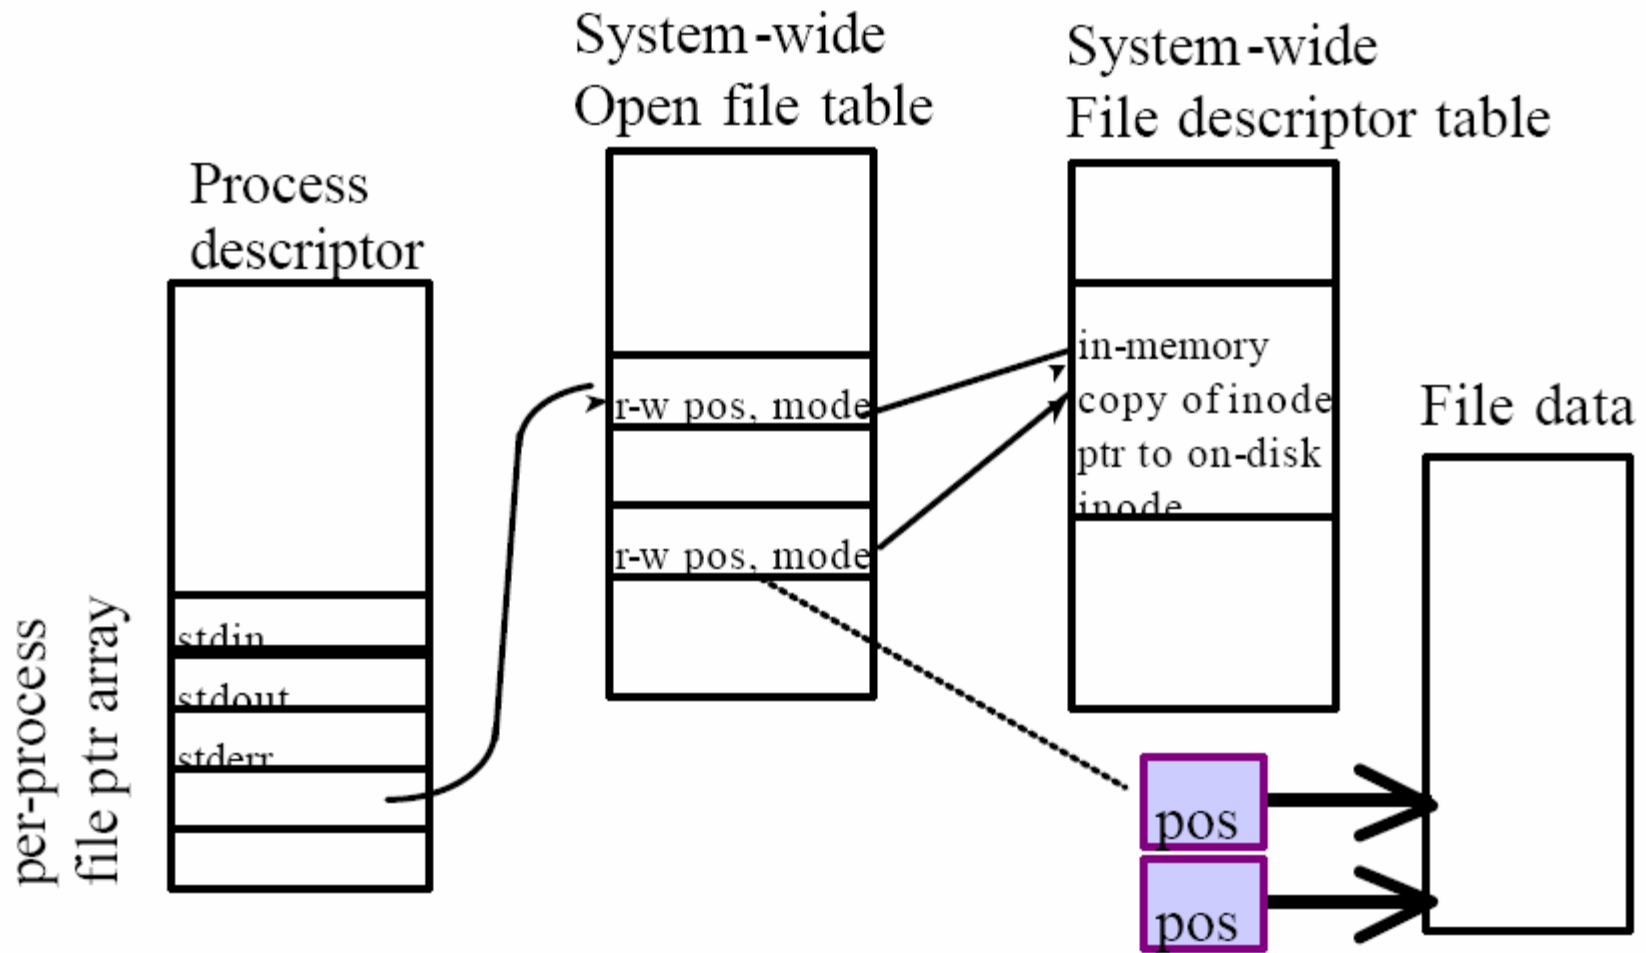 System-wide
Open file table
System-wide
File descriptor table
Process
descriptor
per-process
file ptr array
stdin
stdout
stderr
r-w pos, mode
r-w pos, mode
in-memory
copy of inode
ptr to on-disk
inode
File data
pos
pos